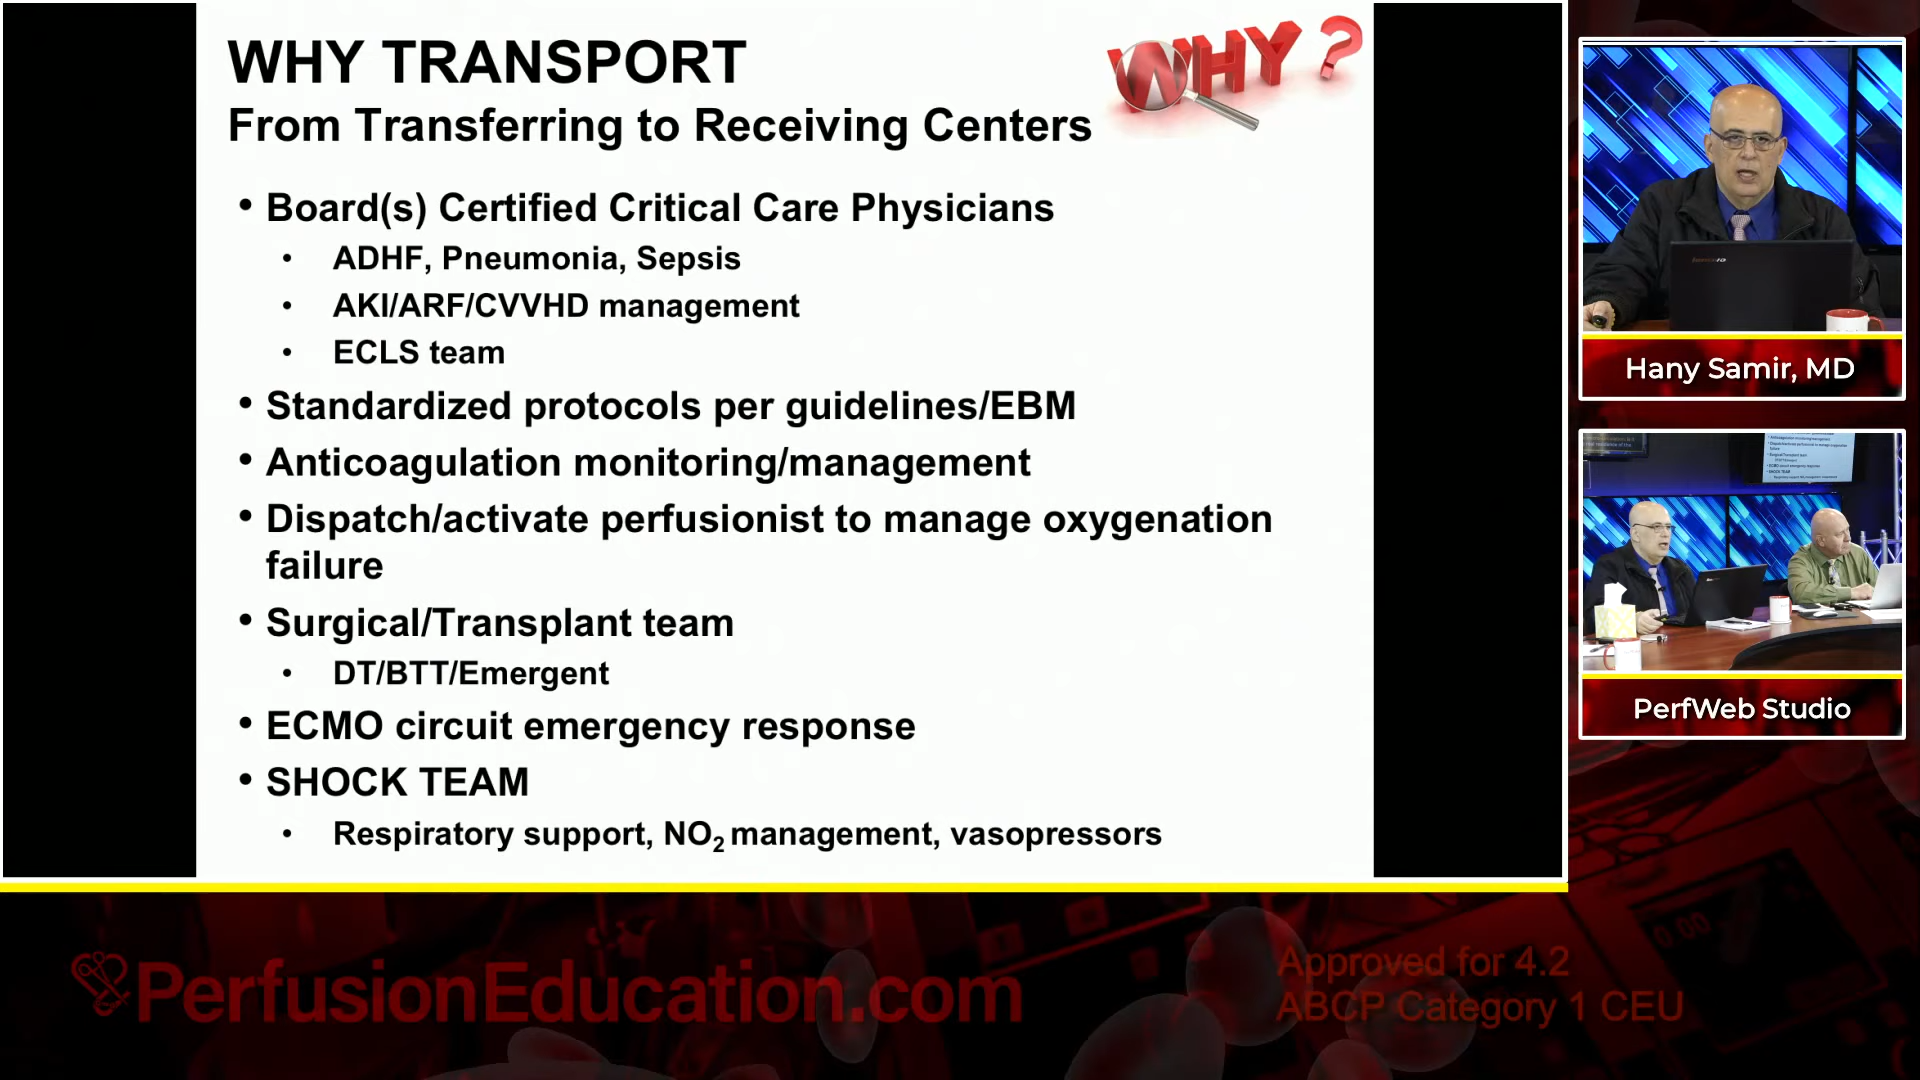 WHY TRANSPORT
WHY?
From Transferring to Receiving Centers
• Board(s) Certified Critical Care Physicians
• ADHF, Pneumonia, Sepsis
• AKI/ARF/CVVHD management
• ECLS team
• Standardized protocols per guidelines/EBM
• Anticoagulation monitoring/management
• Dispatch/activate perfusionist to manage oxygenation
failure
• Surgical/Transplant team
• DT/BTT/Emergent
• ECMO circuit emergency response
• SHOCK TEAM
• Respiratory support, NO₂ management, vasopressors
Hany Samir, MD
PerfWeb Studio
PerfusionEducation.com
Approved for 4.2
ABCP Category 1 CEU
0.00